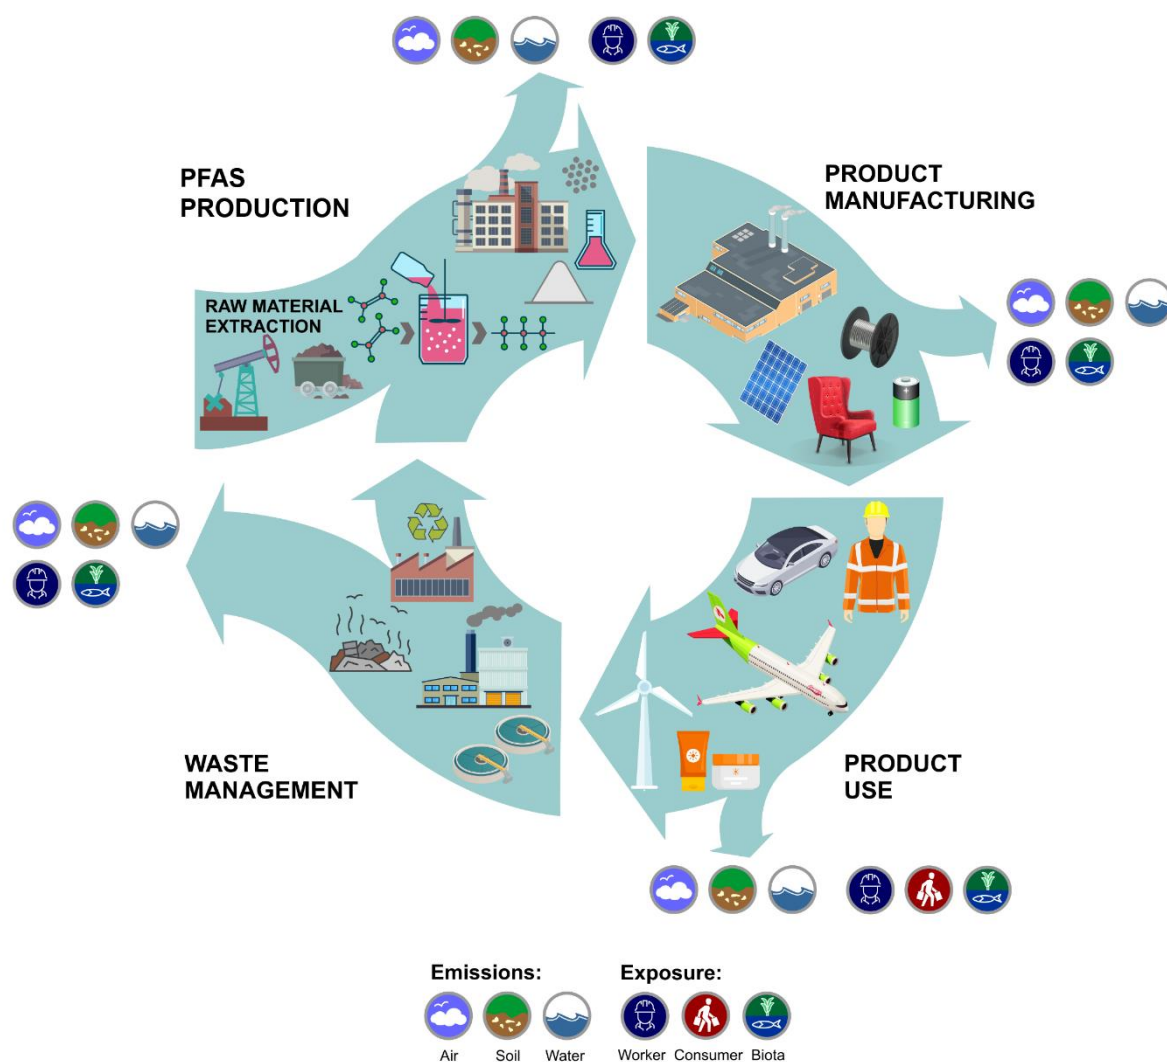 PFAS
PRODUCTION
PRODUCT
MANUFACTURING
RAW MATERIAL
EXTRACTION
WASTE
MANAGEMENT
PRODUCT
USE
Emissions:
Exposure:
Air
Soil
Water
Worker
Consumer
Biota